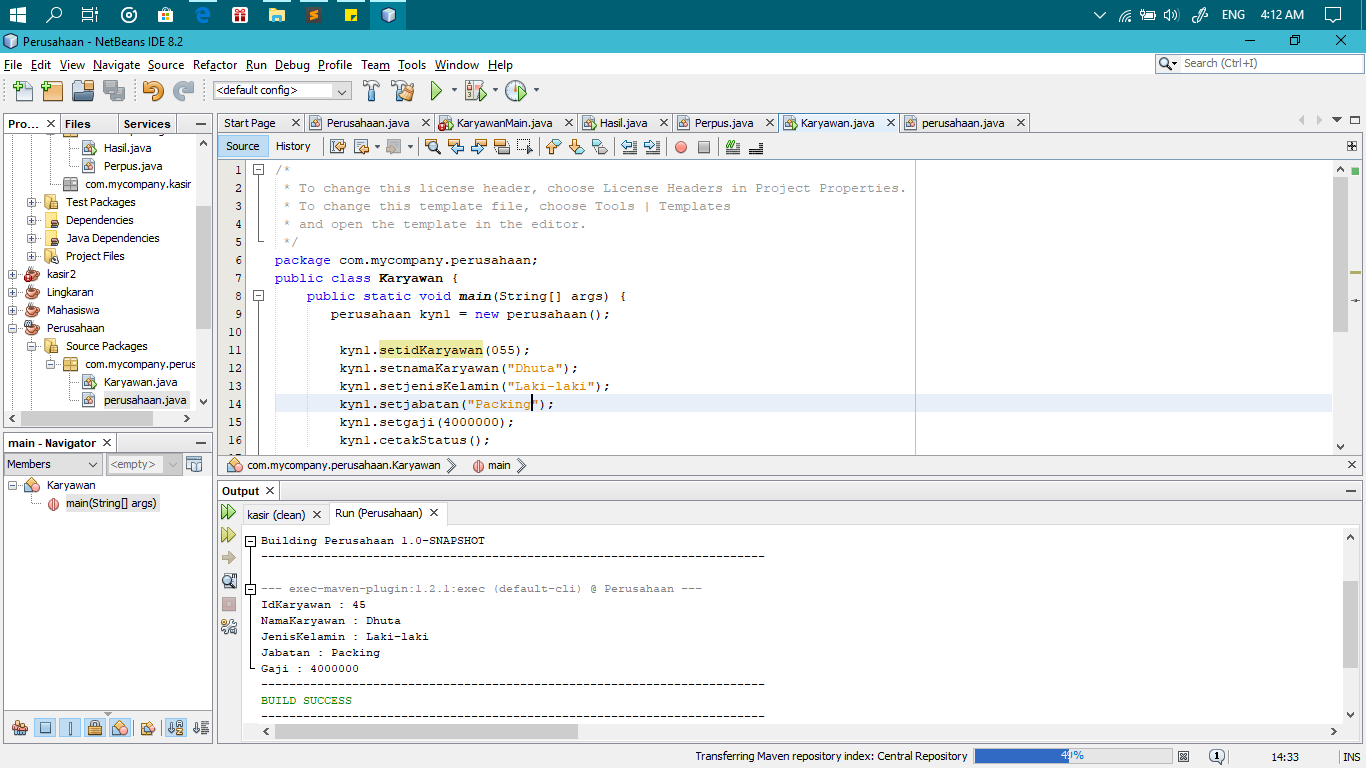 ENG 4:12 AM
Perusahaan - NetBeans IDE 8.2
File Edit View Navigate Source Refactor Run Debug Profile Team Tools Window Help
Search (Ctrl+I)
<default config>
Pro... Files Services
Hasil.java
Perpus.java
com.mycompany.kasir
Test Packages
Dependencies
Java Dependencies
Project Files
kasir2
Lingkaran
Mahasiswa
Perusahaan
Source Packages
com.mycompany.perus
Karyawan.java
perusahaan.java
main - Navigator
Members <empty>
Karyawan
main(String[] args)
Start Page Perusahaan.java KaryawanMain.java Hasil.java Perpus.java Karyawan.java perusahaan.java
Source History
1 /*
2 * To change this license header, choose License Headers in Project Properties.
3 * To change this template file, choose Tools | Templates
4 * and open the template in the editor.
5 */
6 package com.mycompany.perusahaan;
7 public class Karyawan {
8 public static void main(String[] args) {
9 perusahaan kyn1 = new perusahaan();
10
11 kyn1.setidKaryawan(055);
12 kyn1.setnamaKaryawan("Dhuta");
13 kyn1.setjenisKelamin("Laki-laki");
14 kyn1.setjabatan("Packing");
15 kyn1.setgaji(4000000);
16 kyn1.cetakStatus();
com.mycompany.perusahaan.Karyawan main
Output
kasir (clean) Run (Perusahaan)
Building Perusahaan 1.0-SNAPSHOT
------------------------------------------------------------------------
--- exec-maven-plugin:1.2.1:exec (default-cli) @ Perusahaan ---
IdKaryawan : 45
NamaKaryawan : Dhuta
JenisKelamin : Laki-laki
Jabatan : Packing
Gaji : 4000000
------------------------------------------------------------------------
BUILD SUCCESS
------------------------------------------------------------------------
Transferring Maven repository index: Central Repository 1 14:33 INS